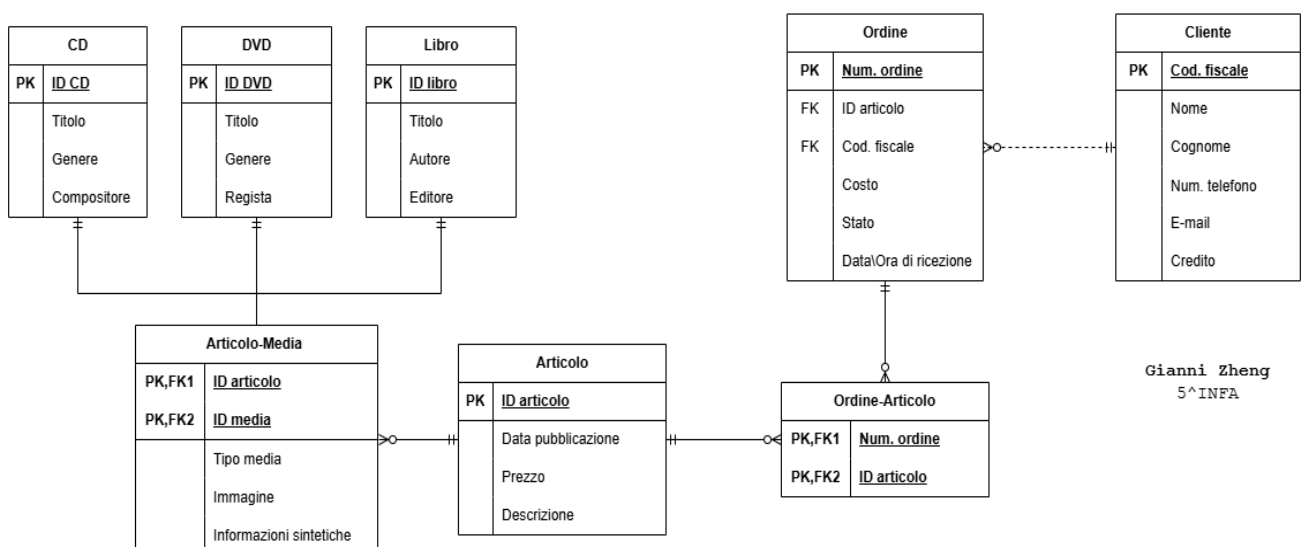 CD
PK ID CD
Titolo
Genere
Compositore
DVD
PK ID DVD
Titolo
Genere
Regista
Libro
PK ID libro
Titolo
Autore
Editore
Ordine
PK Num. ordine
FK ID articolo
FK Cod. fiscale
Costo
Stato
Data\Ora di ricezione
Cliente
PK Cod. fiscale
Nome
Cognome
Num. telefono
E-mail
Credito
Articolo-Media
PK,FK1 ID articolo
PK,FK2 ID media
Tipo media
Immagine
Informazioni sintetiche
Articolo
PK ID articolo
Data pubblicazione
Prezzo
Descrizione
Ordine-Articolo
PK,FK1 Num. ordine
PK,FK2 ID articolo
Gianni Zheng
5^INFA